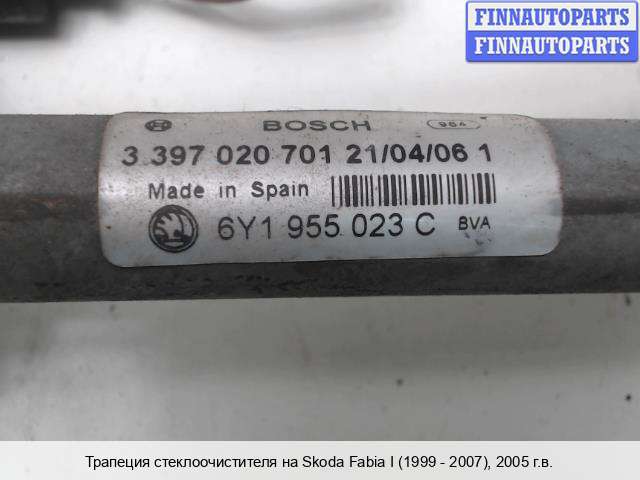 FINNAUTOPARTS
FINNAUTOPARTS
BOSCH 984
3 397 020 701 21/04/06 1
Made in Spain
6Y1 955 023 C BVA
Трапеция стеклоочистителя на Skoda Fabia I (1999 - 2007), 2005 г.в.